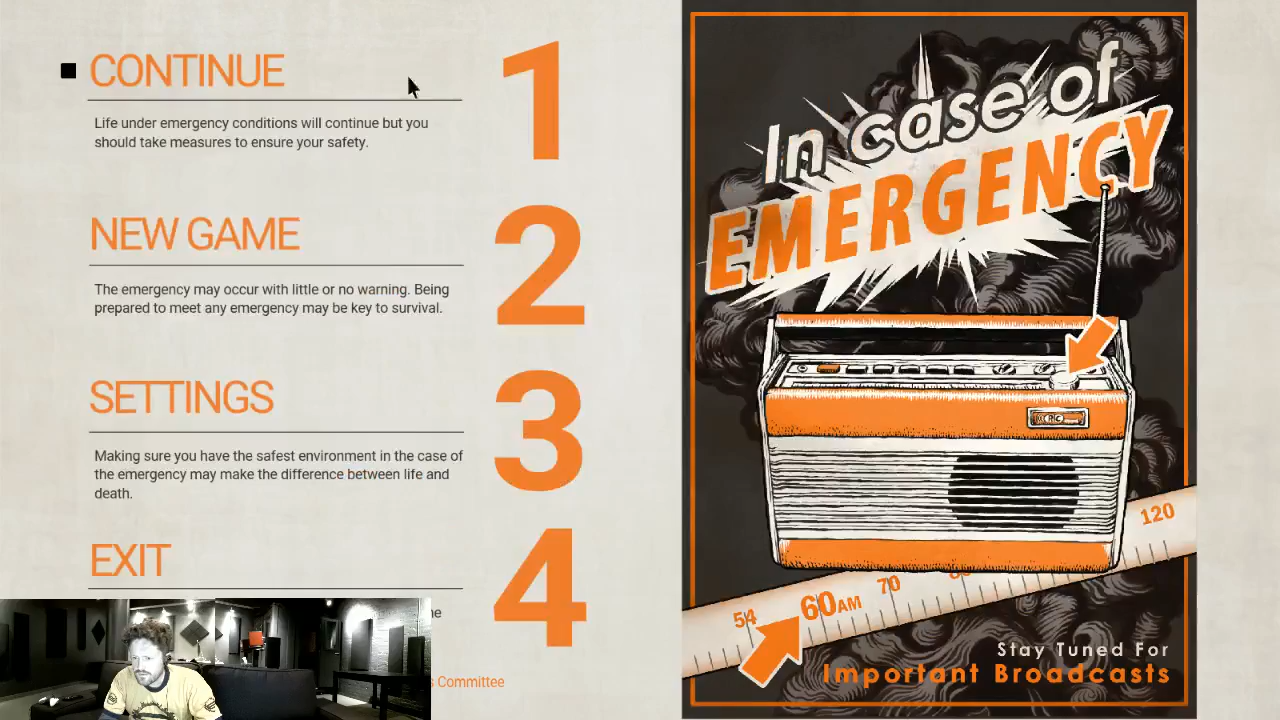 CONTINUE
1
Life under emergency conditions will continue but you
should take measures to ensure your safety.
NEW GAME
2
The emergency may occur with little or no warning. Being
prepared to meet any emergency may be key to survival.
SETTINGS
3
Making sure you have the safest environment in the case of
the emergency may make the difference between life and
death.
EXIT
4
s Committee
In case of
EMERGENCY
54 60AM 70 120
Stay Tuned For
Important Broadcasts